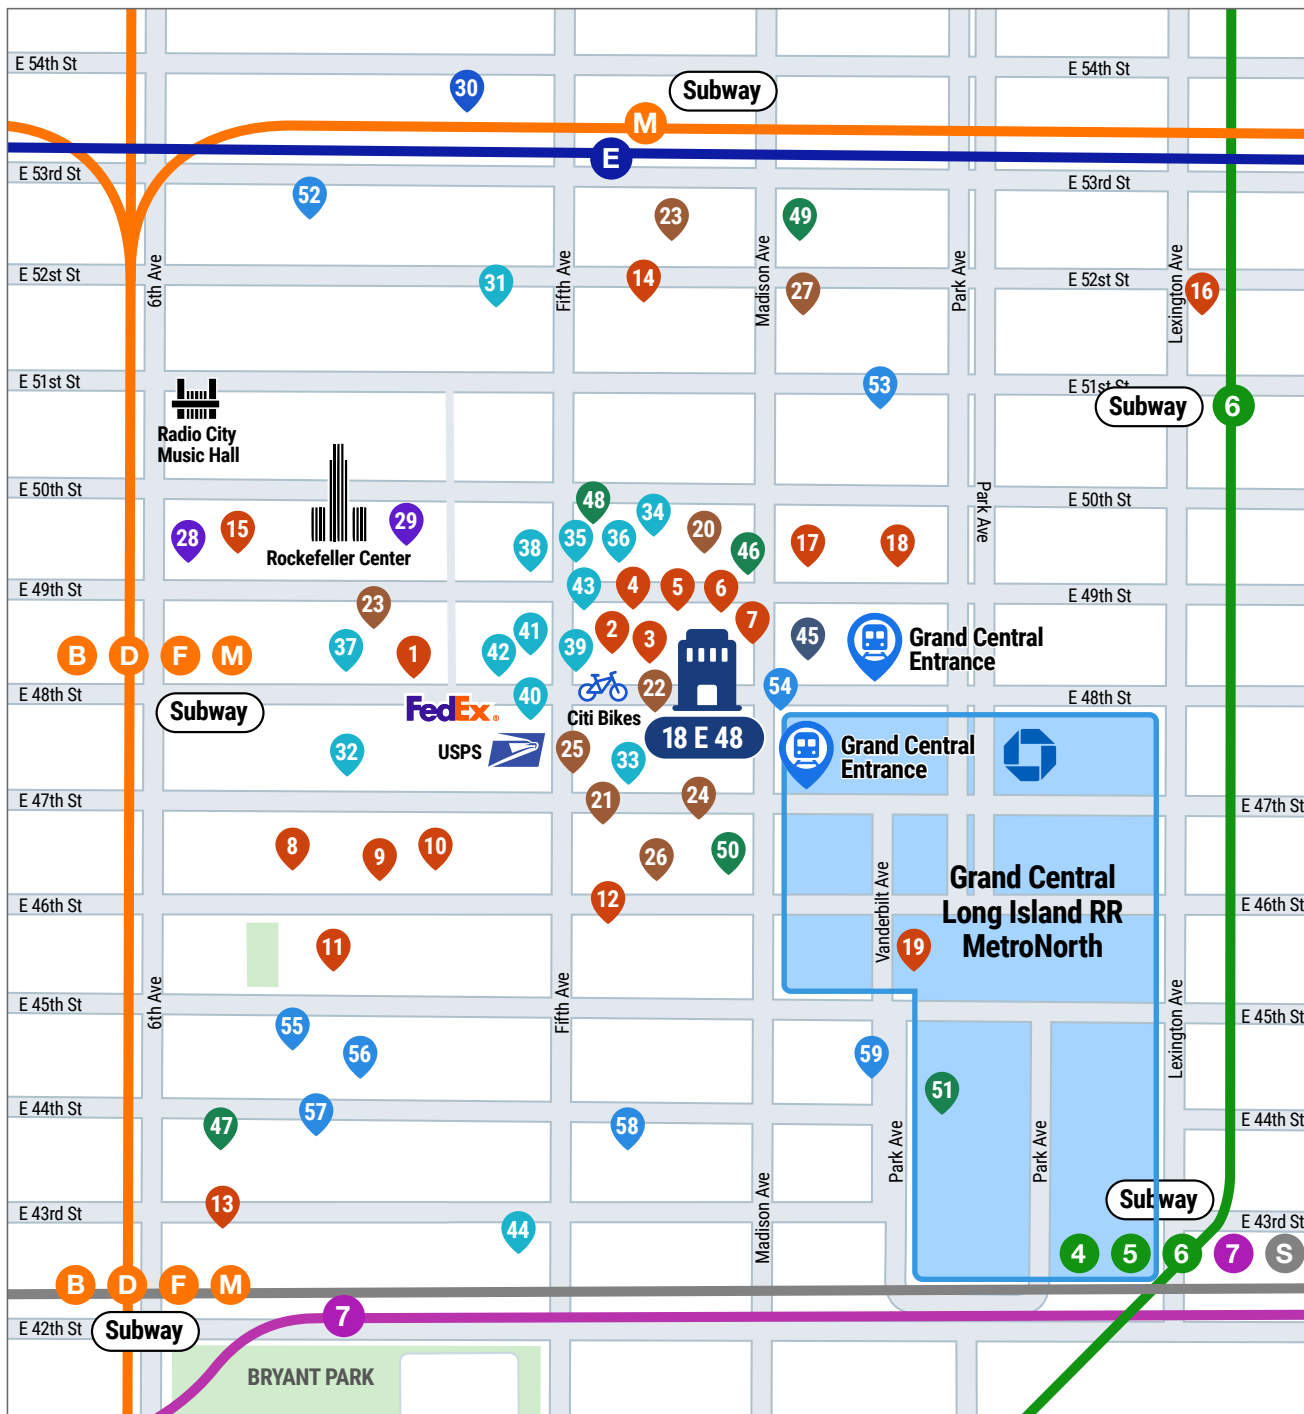 E 54th St
E 54th St
30
Subway
M
E
E 53rd St
E 53rd St
52
23
49
6th Ave
Fifth Ave
Madison Ave
Park Ave
Lexington Ave
E 52st St
31
14
27
E 52st St
16
E 51st St
53
E 51st St
Subway
6
Radio City
Music Hall
E 50th St
48
34
Park Ave
E 50th St
28
15
29
Rockefeller Center
38
35
36
20
46
17
18
E 49th St
43
4
5
6
E 49th St
23
7
B
D
F
M
37
1
42
41
39
2
3
45
Grand Central
Entrance
E 48th St
40
22
54
E 48th St
Subway
FedEx®
Citi Bikes
18 E 48
32
USPS
25
33
Grand Central
Entrance
E 47th St
21
24
E 47th St
8
9
10
26
50
Vanderbilt Ave
Grand Central
Long Island RR
MetroNorth
E 46th St
12
E 46th St
11
19
6th Ave
Fifth Ave
Lexington Ave
E 45th St
E 45th St
55
56
59
51
E 44th St
47
57
58
E 44th St
Park Ave
Park Ave
Madison Ave
13
Subway
E 43rd St
44
E 43rd St
4
5
6
7
S
B
D
F
M
7
E 42th St
Subway
BRYANT PARK